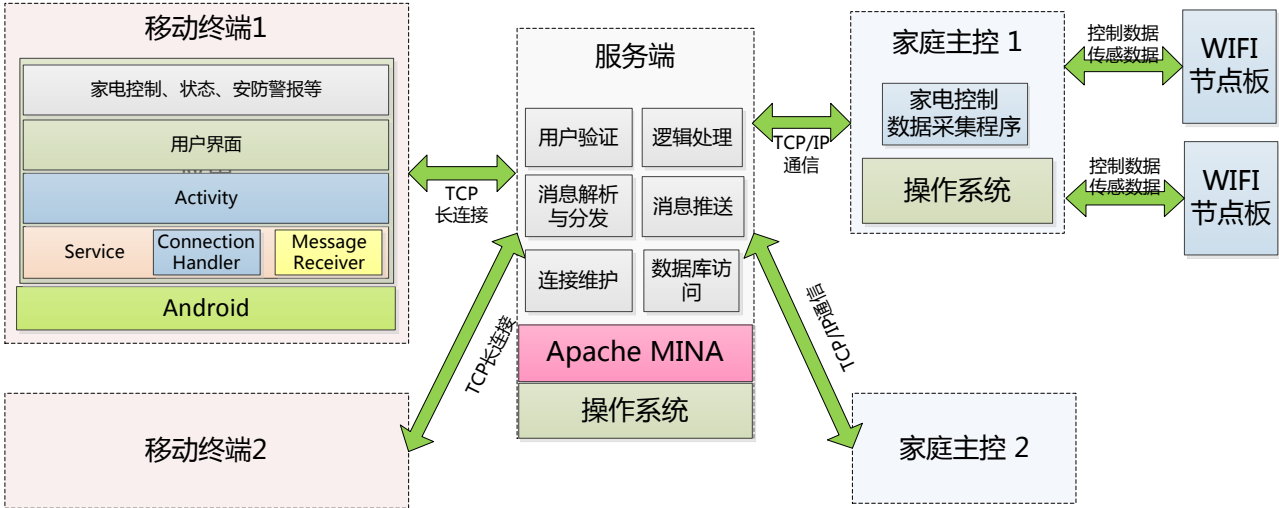 移动终端1
家电控制、状态、安防警报等
用户界面
Activity
Service
Connection
Handler
Message
Receiver
Android
移动终端2
TCP
长连接
TCP长连接
服务端
用户验证
逻辑处理
消息解析
与分发
消息推送
连接维护
数据库访
问
Apache MINA
操作系统
TCP/IP
通信
TCP/IP通信
家庭主控 1
家电控制
数据采集程序
操作系统
家庭主控 2
控制数据
传感数据
WIFI
节点板
控制数据
传感数据
WIFI
节点板